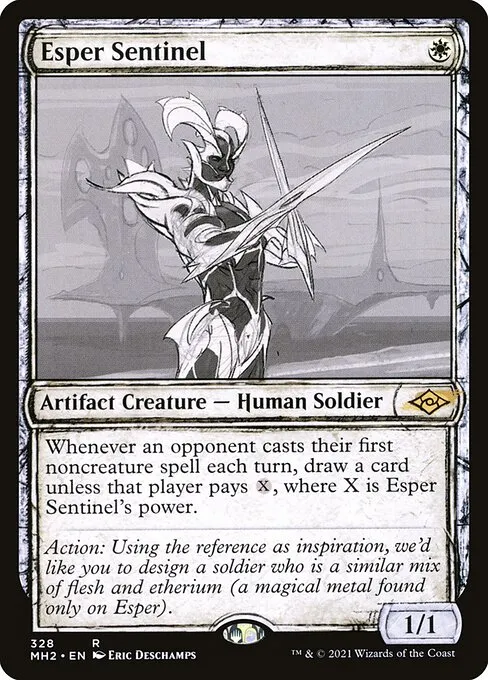 Esper Sentinel
Artifact Creature — Human Soldier
Whenever an opponent casts their first
noncreature spell each turn, draw a card
unless that player pays X, where X is Esper
Sentinel's power.
Action: Using the reference as inspiration, we'd
like you to design a soldier who is a similar mix
of flesh and etherium (a magical metal found
only on Esper).
1/1
328 R
MH2 • EN Eric Deschamps
™ & © 2021 Wizards of the Coast